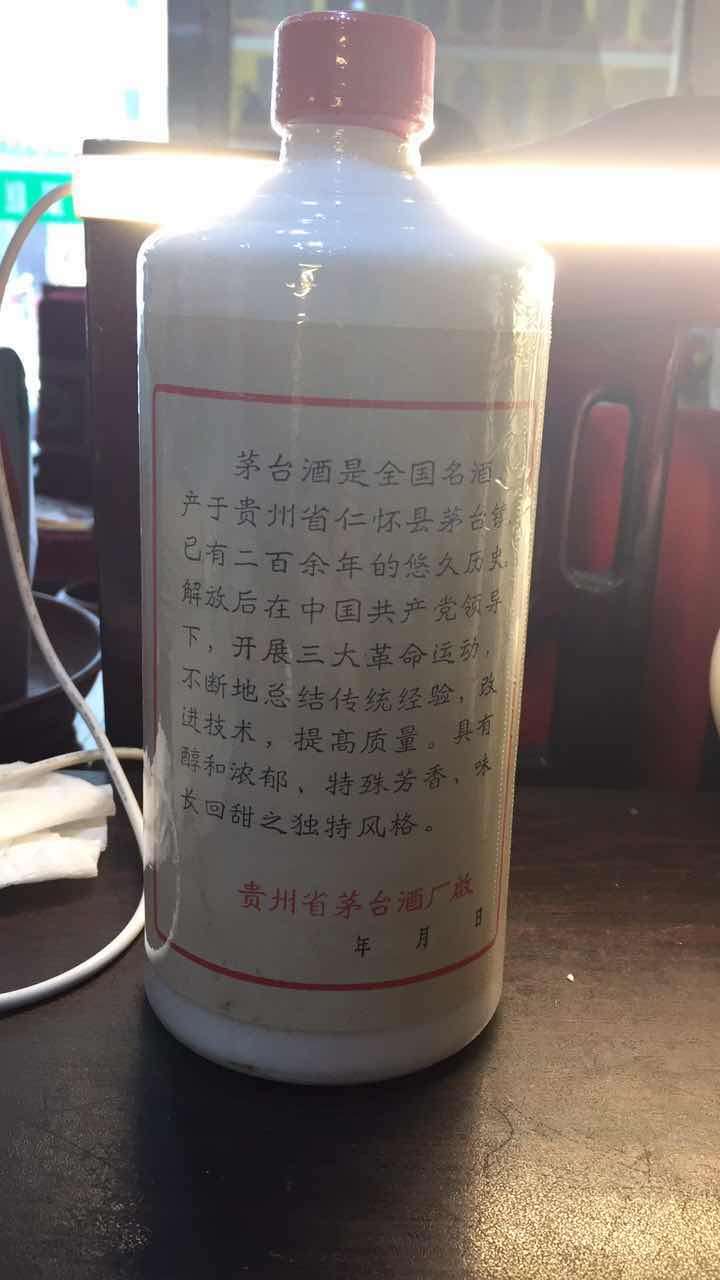 茅台酒是全国名酒
产于贵州省仁怀县茅台镇
已有二百余年的悠久历史。
解放后在中国共产党领导
下，开展三大革命运动，
不断地总结传统经验，改
进技术，提高质量。具有
醇和浓郁、特殊芳香、味
长回甜之独特风格。
贵州省茅台酒厂启
年 月 日